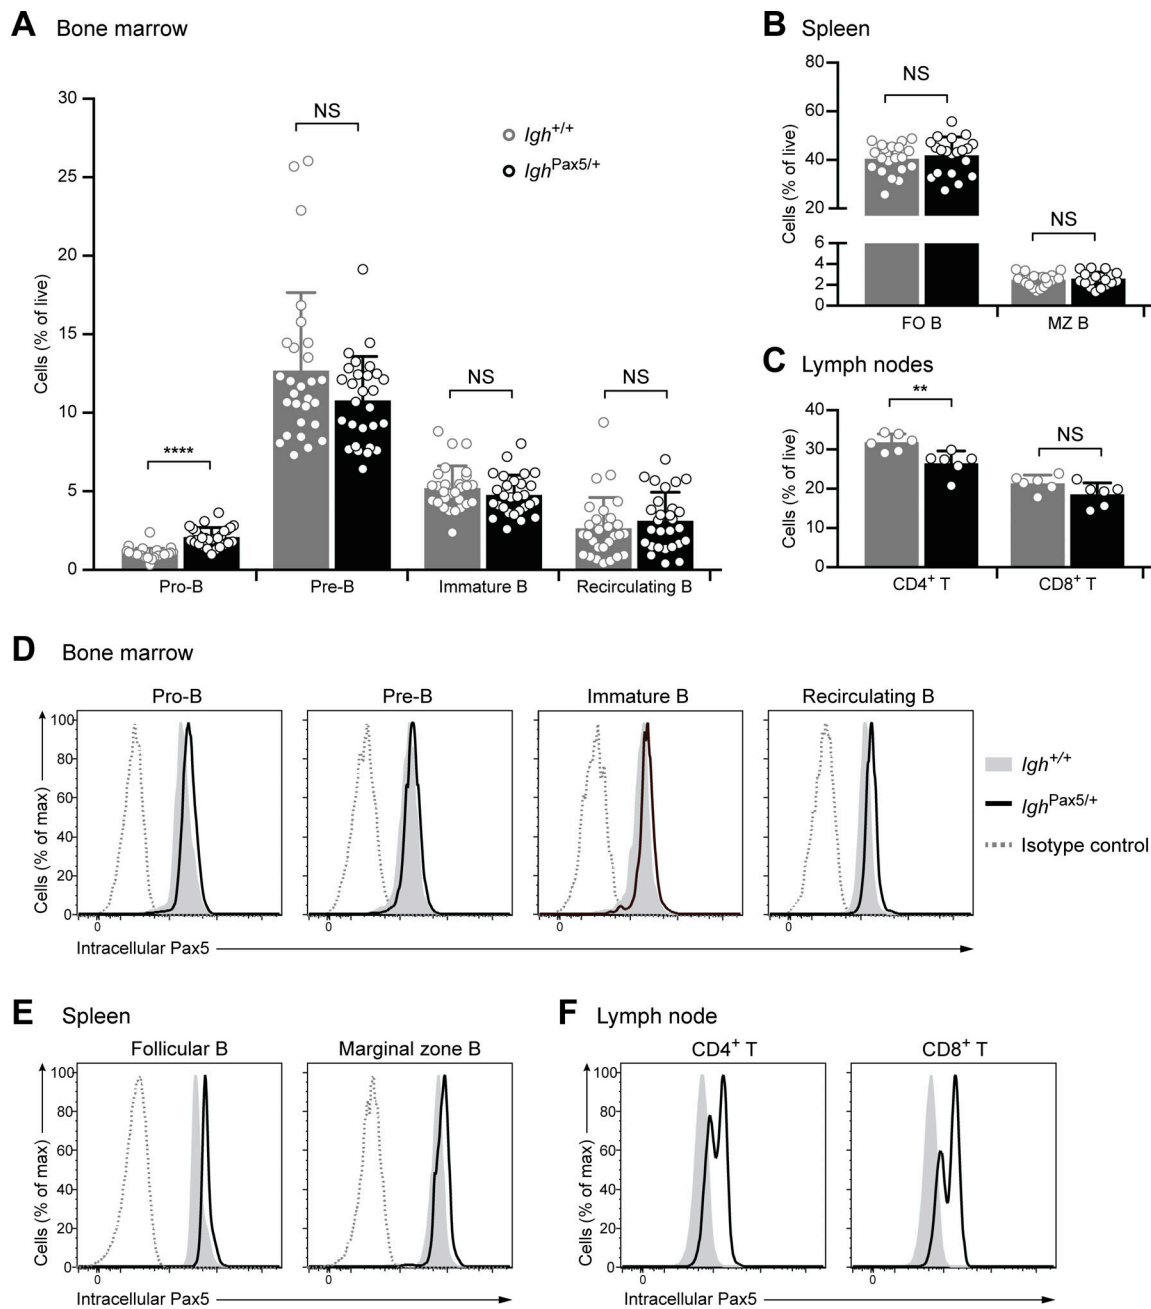 A Bone marrow
Cells (% of live)
30
25
20
15
10
5
0
****
NS
NS
NS
Igh+/+
IghPax5/+
Pro-B Pre-B Immature B Recirculating B
B Spleen
Cells (% of live)
80
60
40
20
6
4
2
0
NS
NS
FO B MZ B
C Lymph nodes
Cells (% of live)
40
30
20
10
0
**
NS
CD4+ T CD8+ T
D Bone marrow
Pro-B Pre-B Immature B Recirculating B
Cells (% of max)
100
80
60
40
20
0
0 0 0 0
Intracellular Pax5
Igh+/+
IghPax5/+
Isotype control
E Spleen
Follicular B Marginal zone B
Cells (% of max)
100
80
60
40
20
0
0 0
Intracellular Pax5
F Lymph node
CD4+ T CD8+ T
Cells (% of max)
100
80
60
40
20
0
0 0
Intracellular Pax5